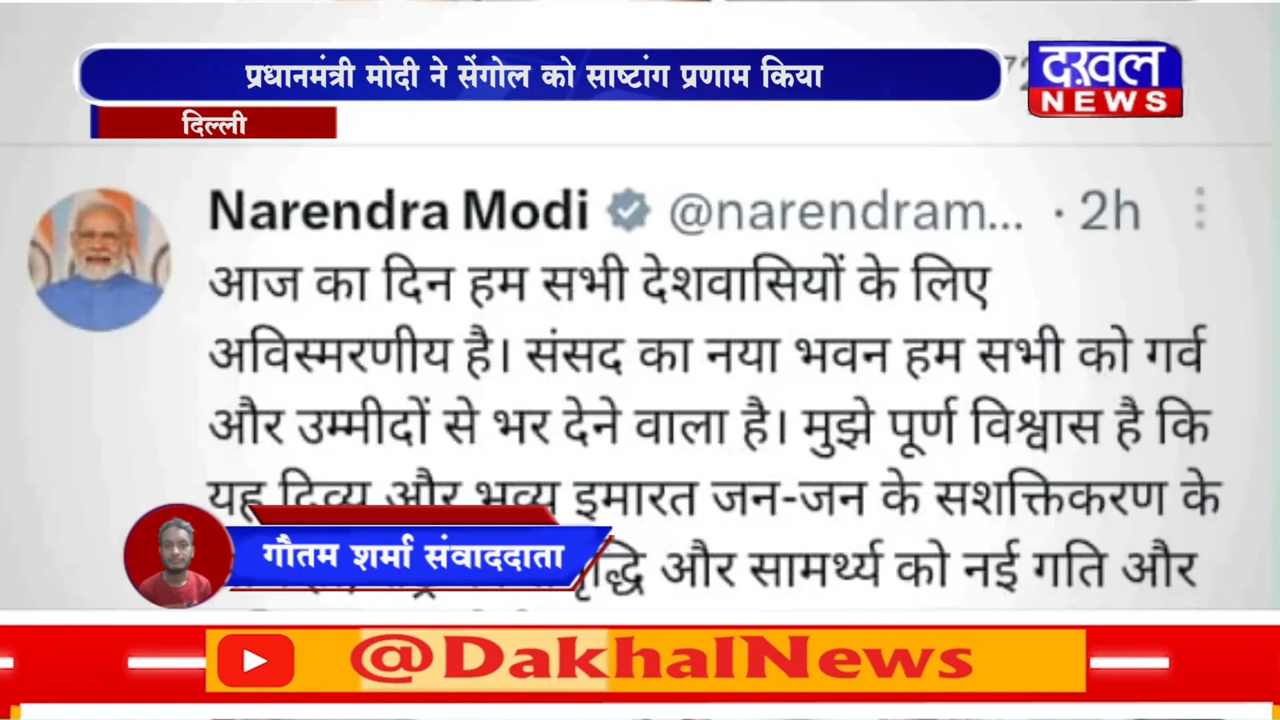 प्रधानमंत्री मोदी ने सेंगोल को साष्टांग प्रणाम किया
दिल्ली
दखल
NEWS
Narendra Modi @narendram... · 2h
आज का दिन हम सभी देशवासियों के लिए
अविस्मरणीय है। संसद का नया भवन हम सभी को गर्व
और उम्मीदों से भर देने वाला है। मुझे पूर्ण विश्वास है कि
यह दिव्य और भव्य इमारत जन-जन के सशक्तिकरण के
और सामर्थ्य को नई गति और
गौतम शर्मा संवाददाता
@DakhalNews